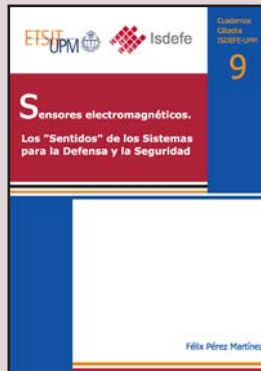 ETSIT
UPM
Isdefe
Cuadernos
Cátedra
ISDEFE-UPM
9
Sensores electromagnéticos.
Los "Sentidos" de los Sistemas
para la Defensa y la Seguridad
Félix Pérez Martínez